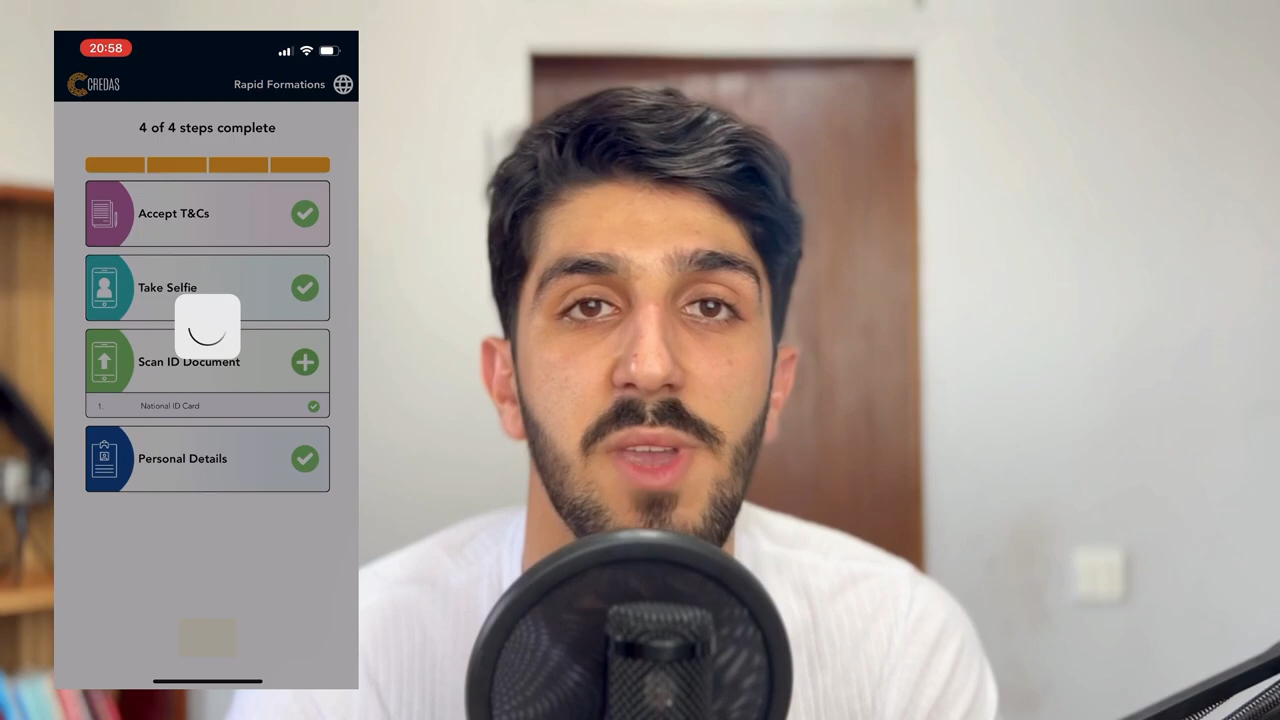 20:58
CREDAS
Rapid Formations
4 of 4 steps complete
Accept T&Cs
Take Selfie
Scan ID Document
1. National ID Card
Personal Details